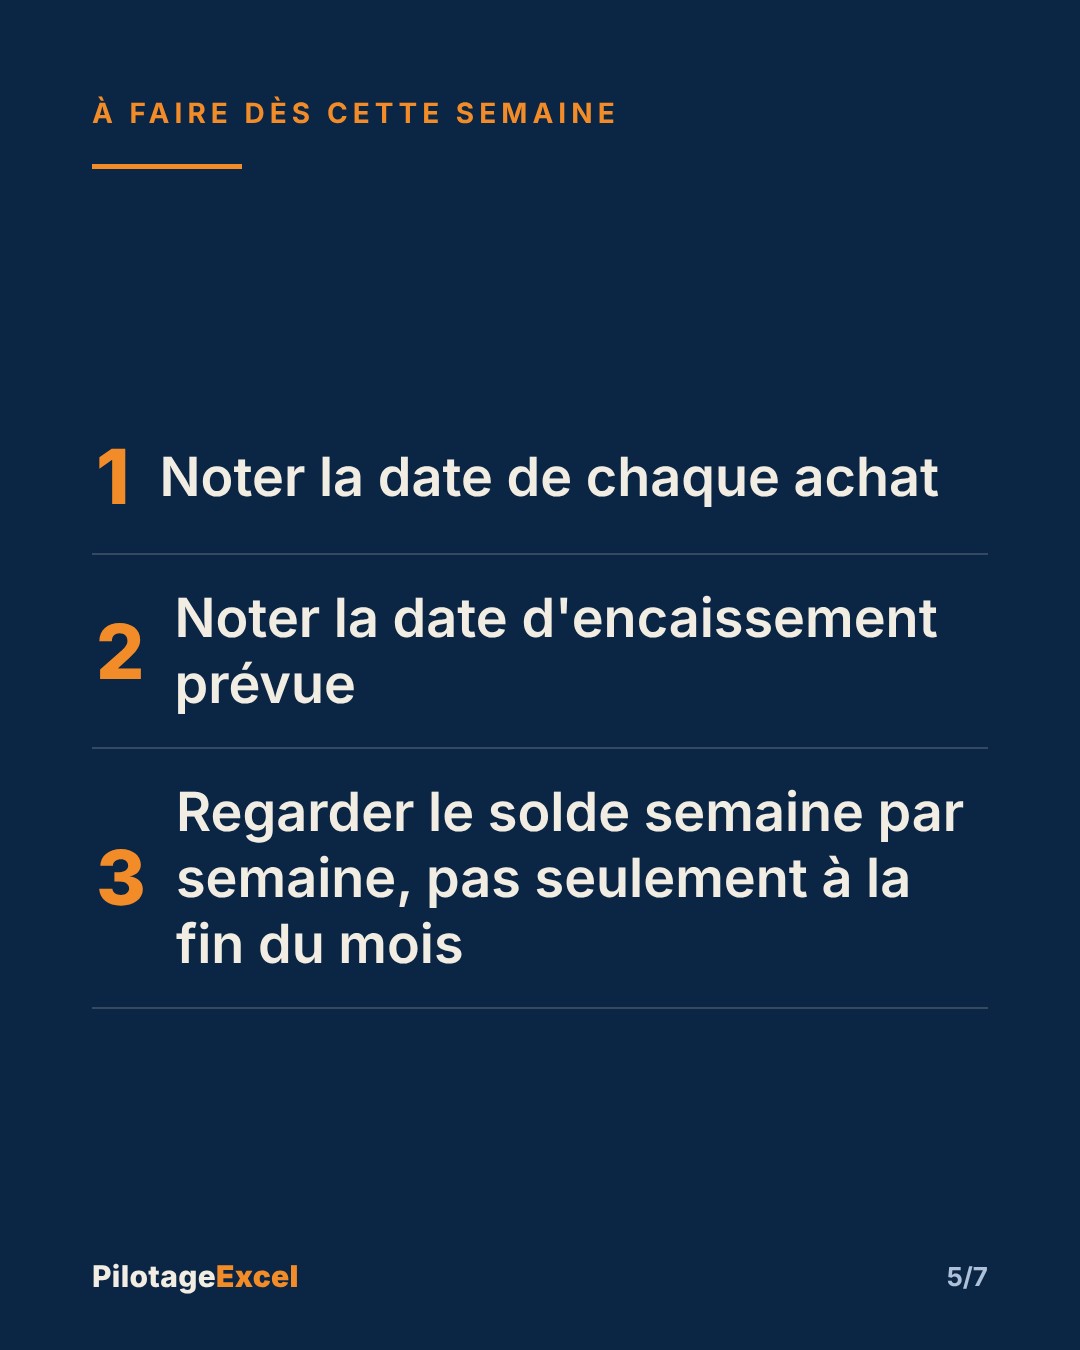 À FAIRE DÈS CETTE SEMAINE
1 Noter la date de chaque achat
2 Noter la date d'encaissement
prévue
3 Regarder le solde semaine par
semaine, pas seulement à la
fin du mois
PilotageExcel
5/7